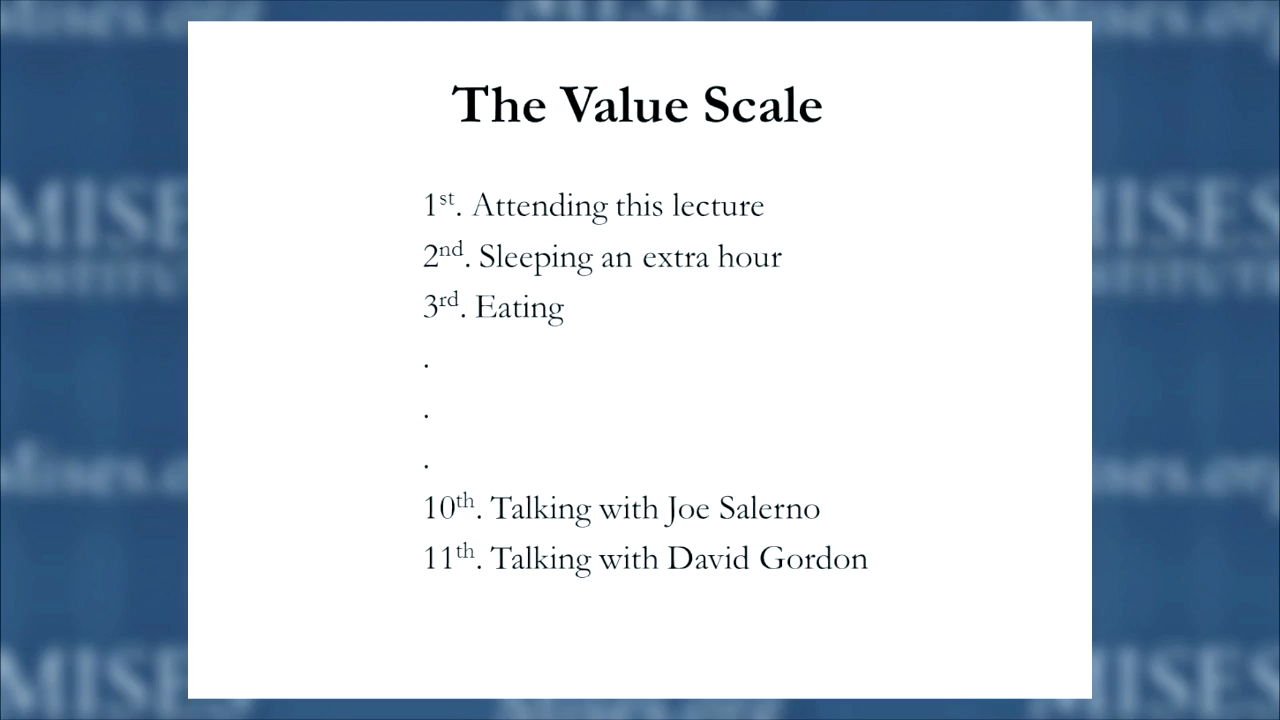 The Value Scale
1st. Attending this lecture
2nd. Sleeping an extra hour
3rd. Eating
.
.
.
10th. Talking with Joe Salerno
11th. Talking with David Gordon